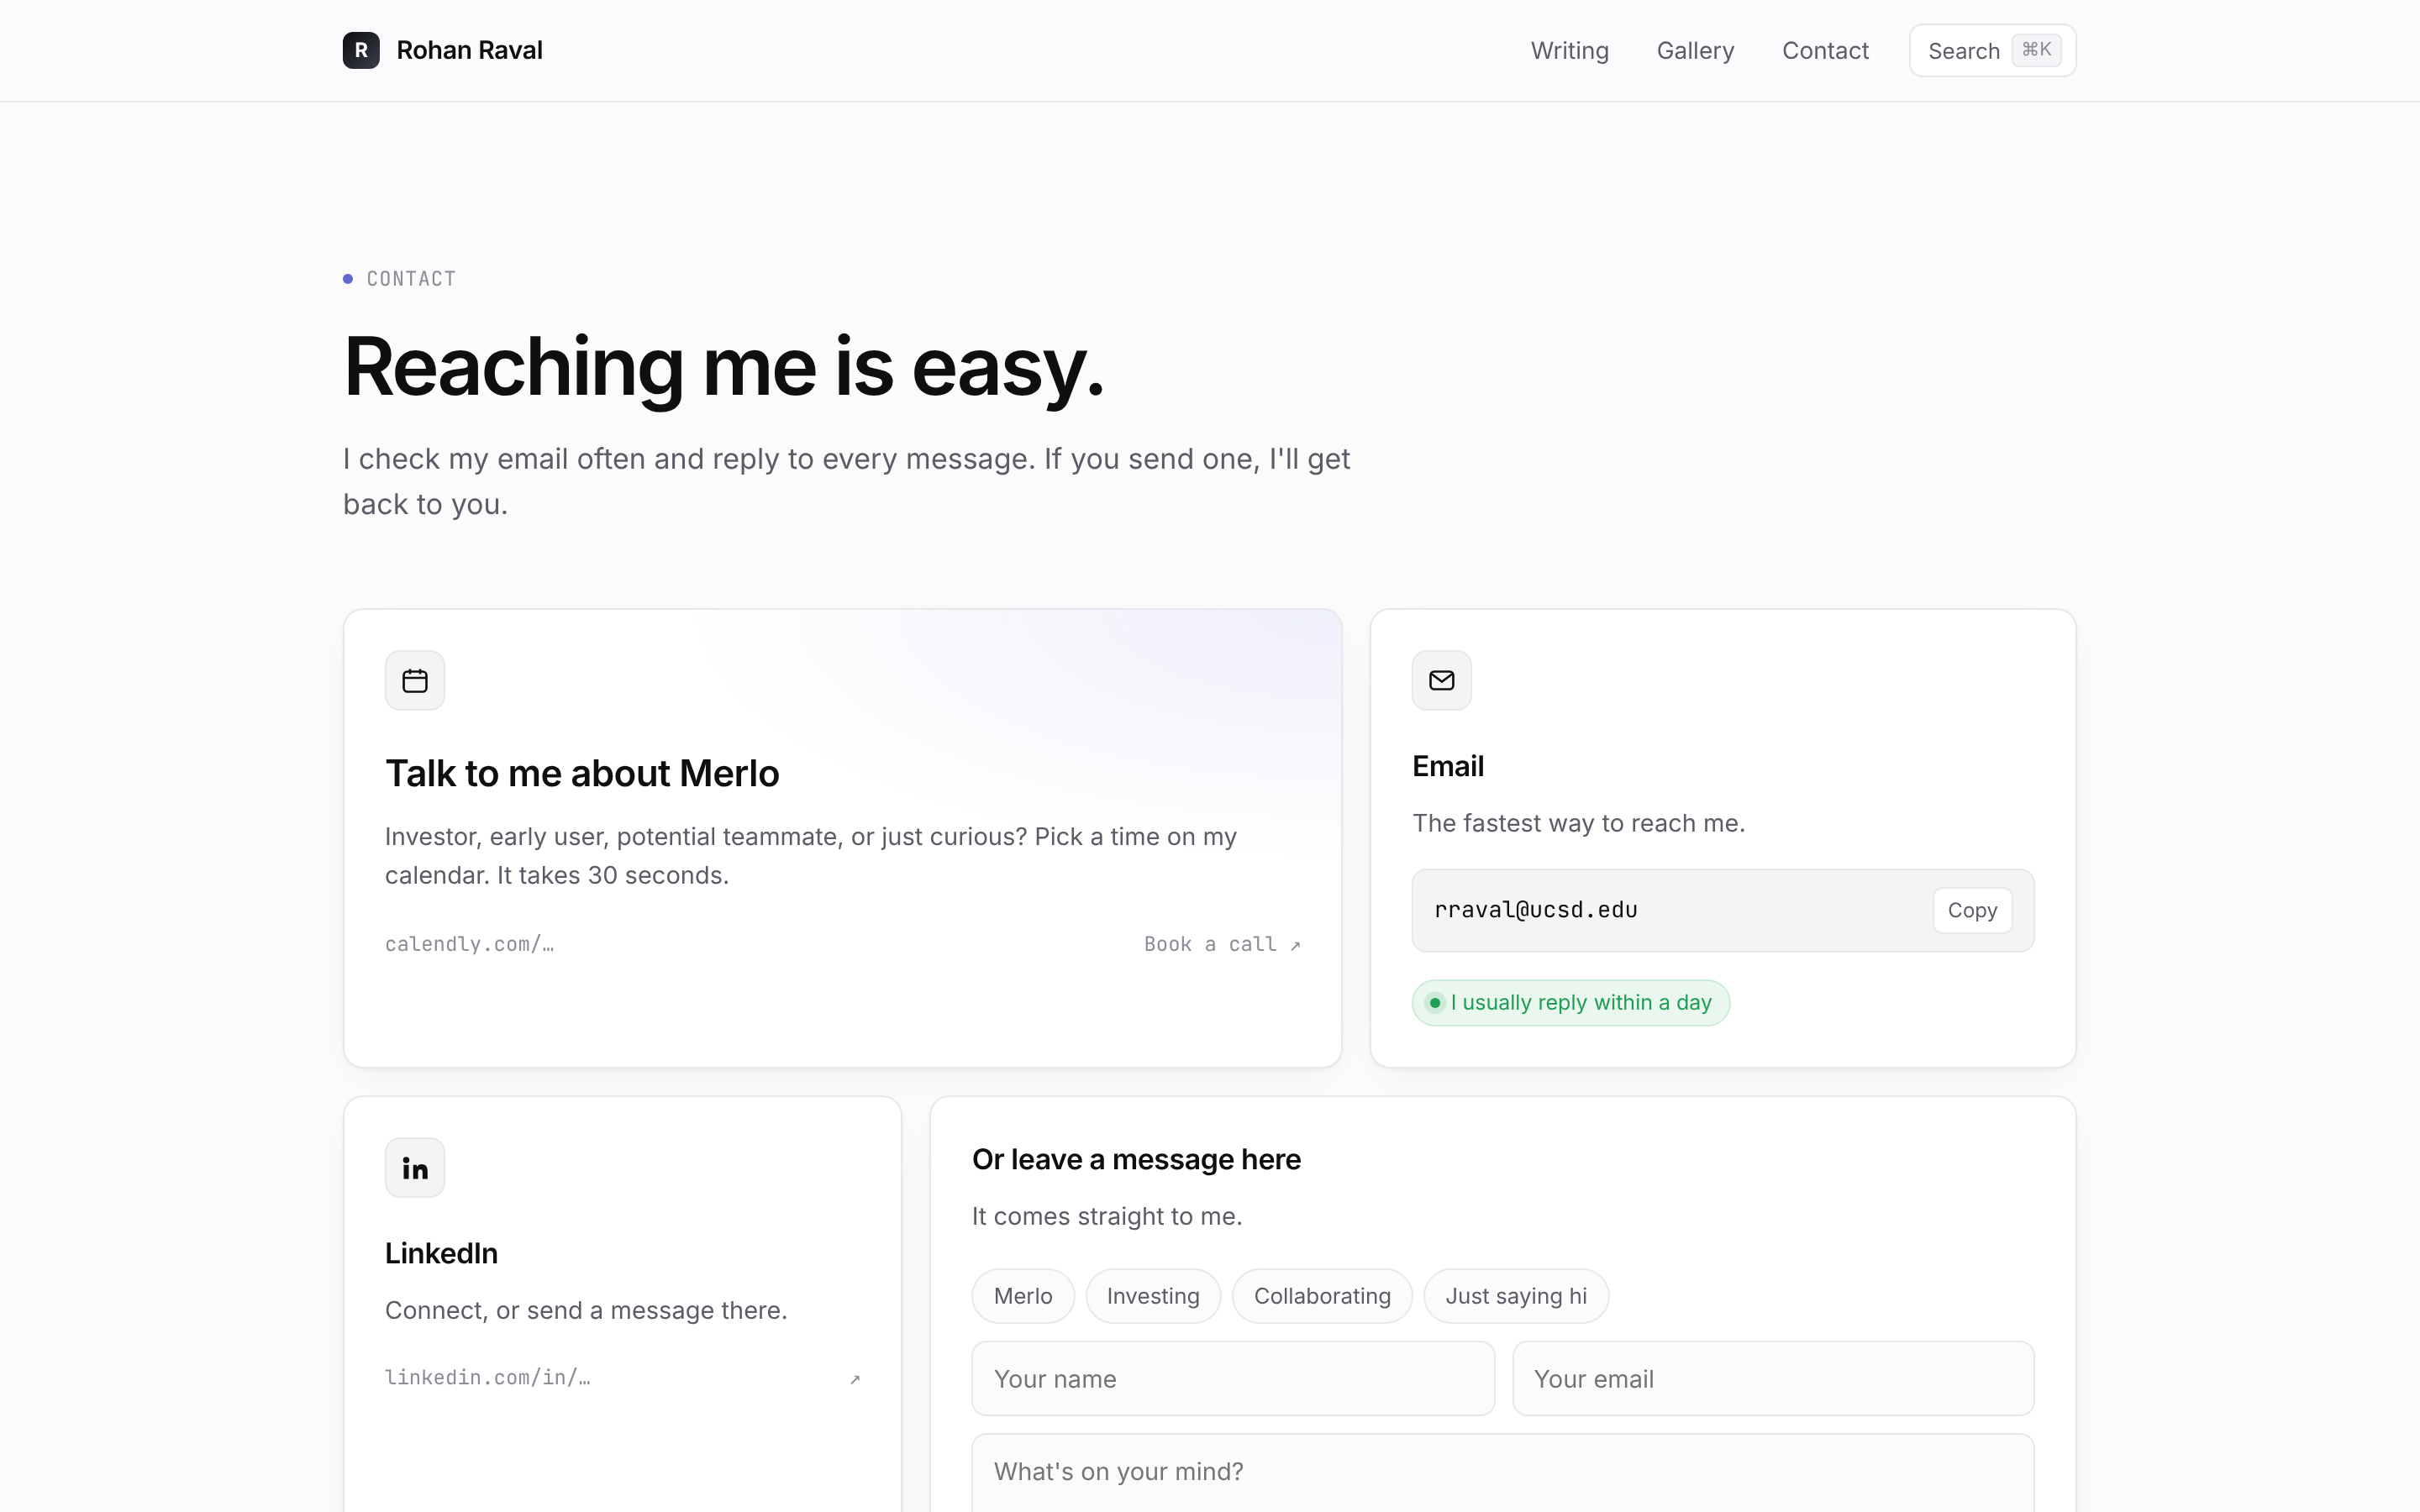 R Rohan Raval
Writing Gallery Contact Search ⌘K
CONTACT
Reaching me is easy.
I check my email often and reply to every message. If you send one, I'll get
back to you.
Talk to me about Merlo
Investor, early user, potential teammate, or just curious? Pick a time on my
calendar. It takes 30 seconds.
calendly.com/… Book a call ↗
Email
The fastest way to reach me.
rraval@ucsd.edu Copy
I usually reply within a day
in
LinkedIn
Connect, or send a message there.
linkedin.com/in/… ↗
Or leave a message here
It comes straight to me.
Merlo Investing Collaborating Just saying hi
Your name Your email
What's on your mind?